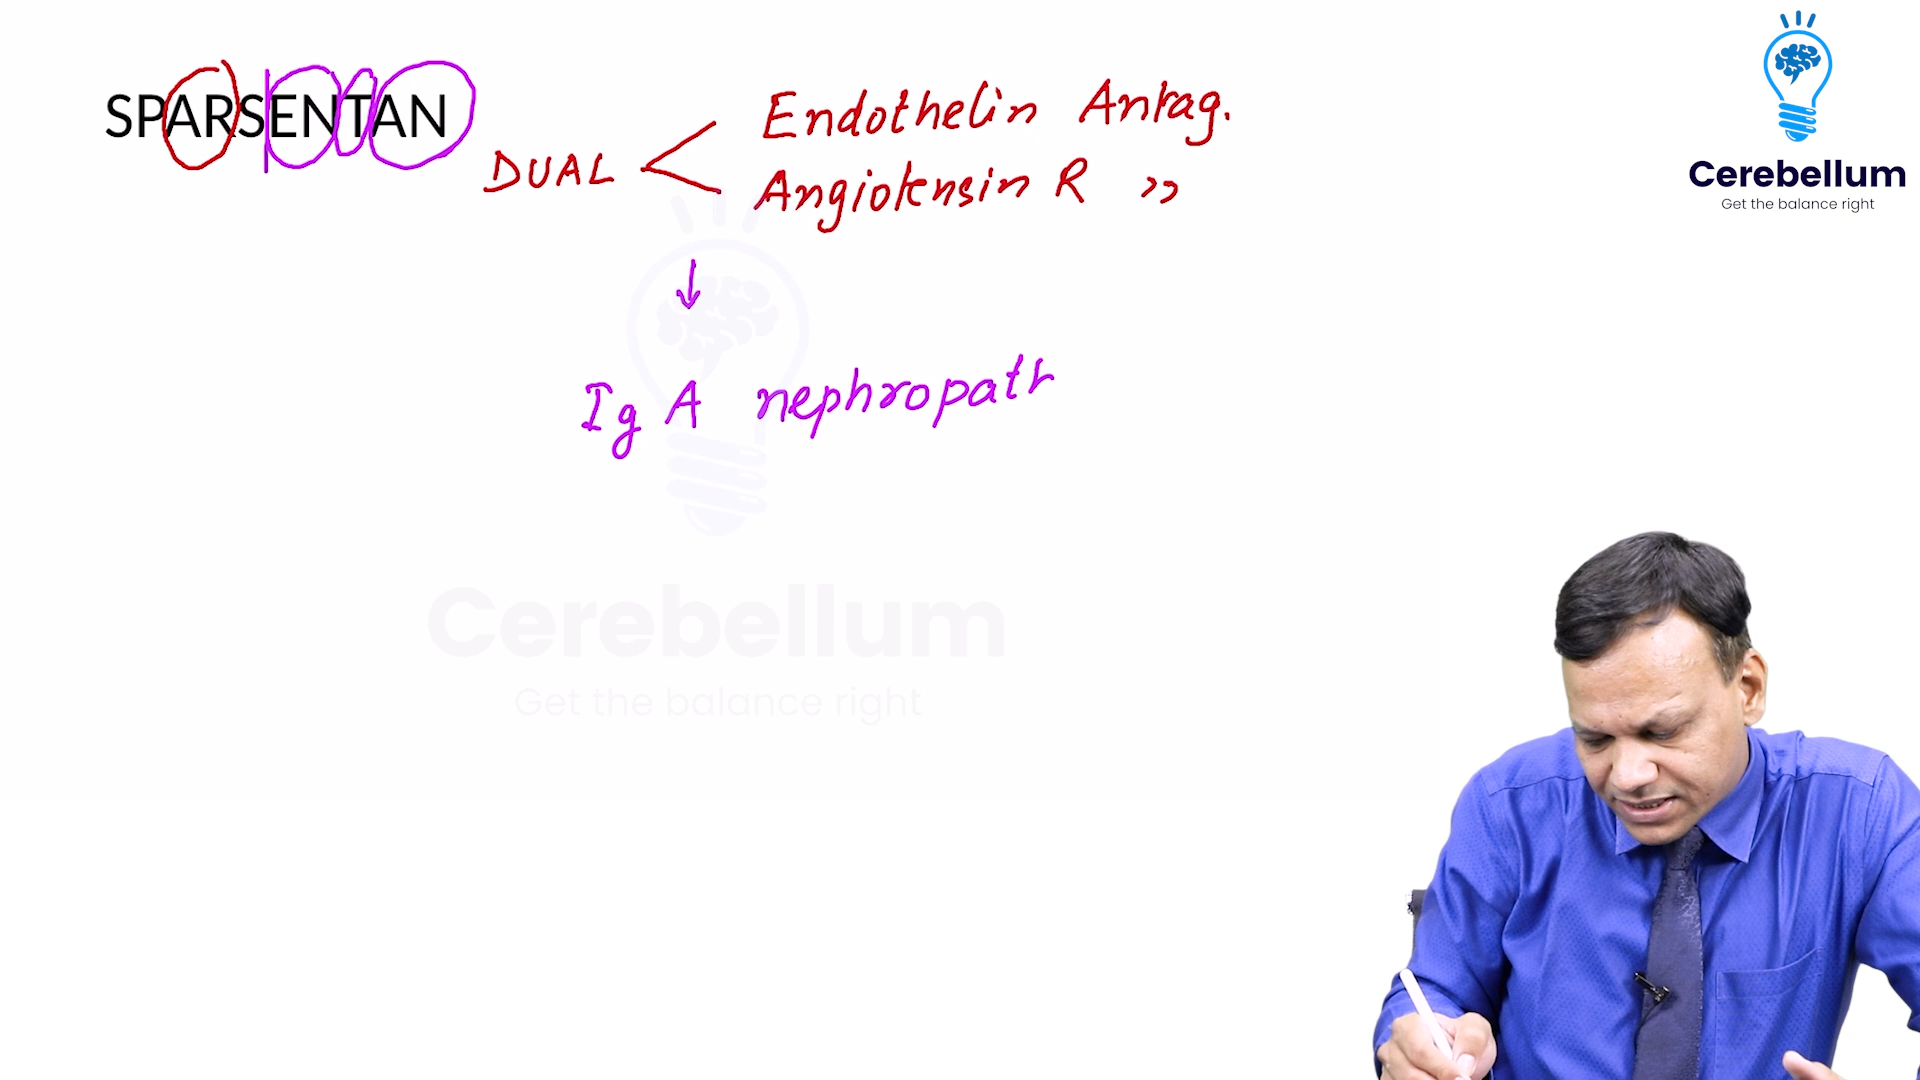 SPARSENTAN
DUAL
Endothelin Antag.
Angiotensin R "
↓
Ig A nephropath
Cerebellum
Get the balance right
Cerebellum
Get the balance right